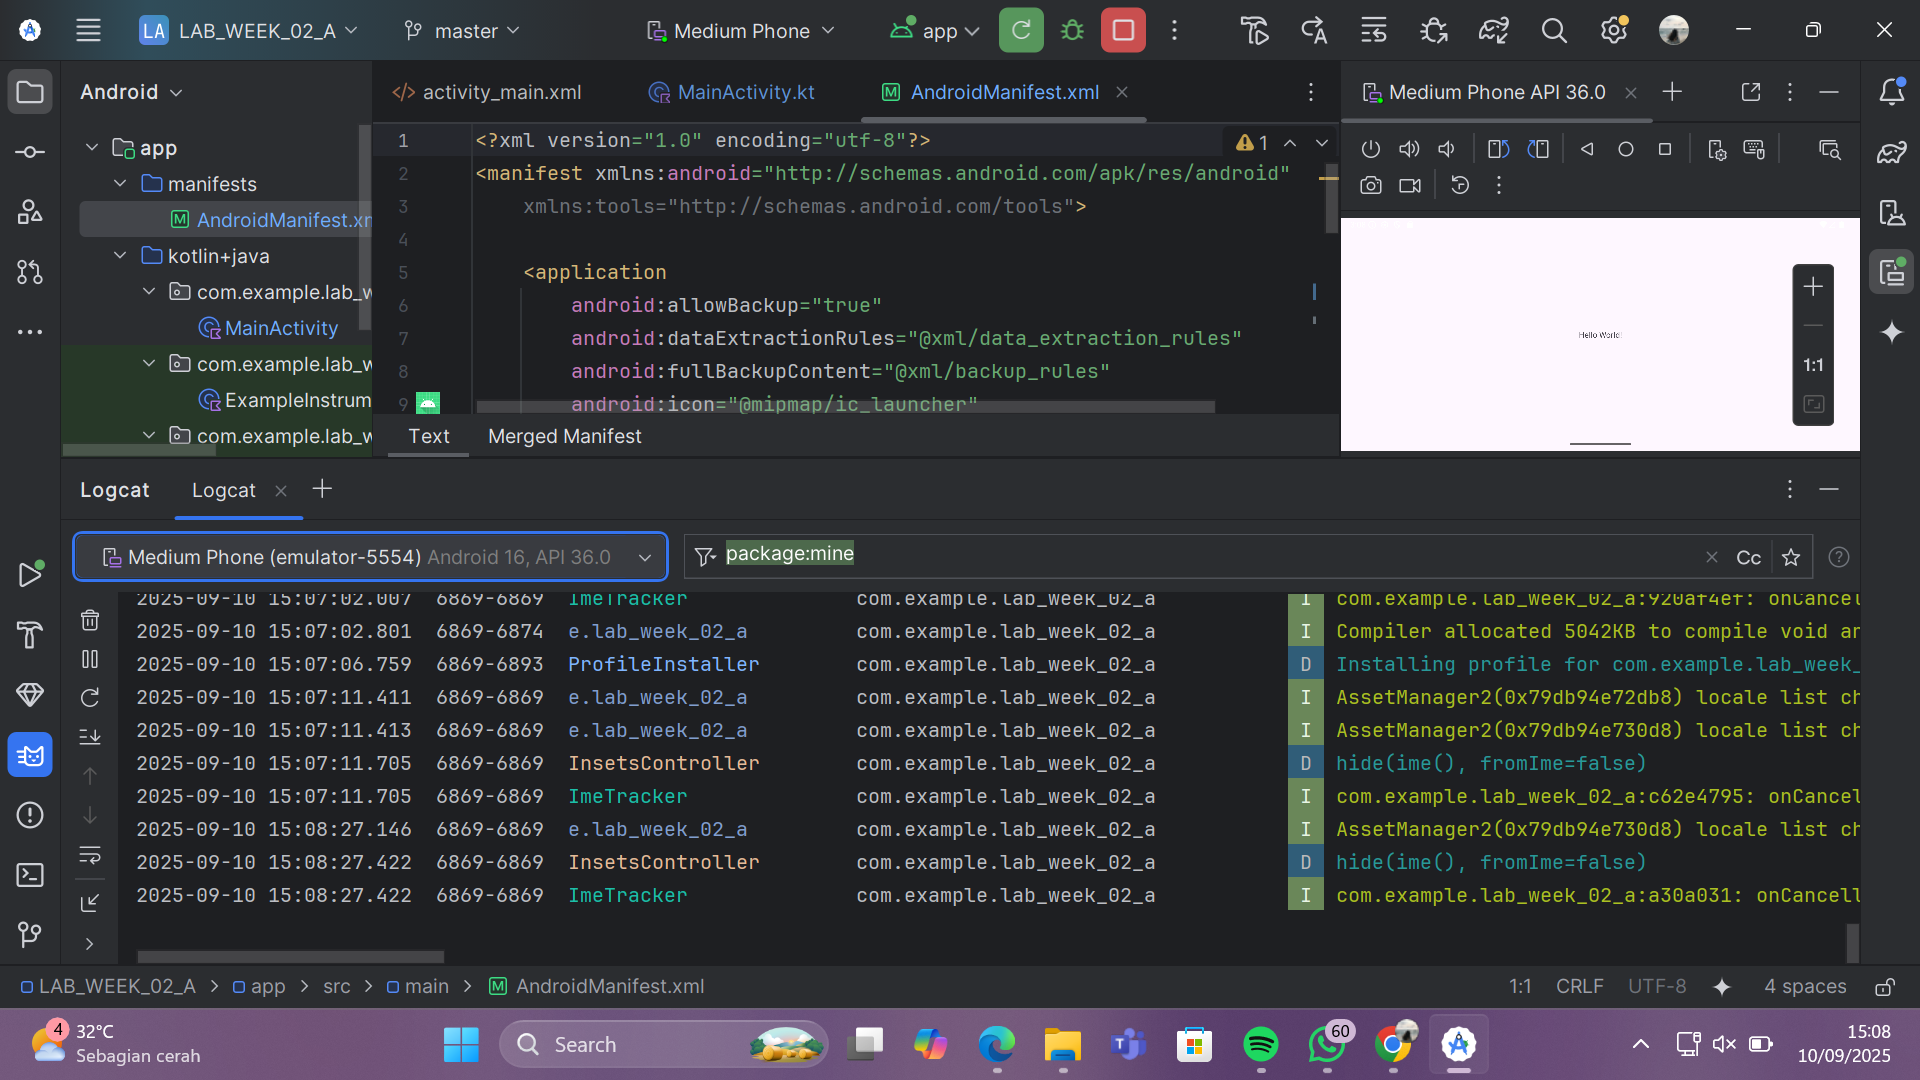 LA LAB_WEEK_02_A master Medium Phone app
Android
activity_main.xml MainActivity.kt AndroidManifest.xml
Medium Phone API 36.0
app
manifests
AndroidManifest.xm
kotlin+java
com.example.lab_w
MainActivity
com.example.lab_w
ExampleInstrum
com.example.lab_w
1 <?xml version="1.0" encoding="utf-8"?>
1
2 <manifest xmlns:android="http://schemas.android.com/apk/res/android"
3 xmlns:tools="http://schemas.android.com/tools">
4
5 <application
6 android:allowBackup="true"
7 android:dataExtractionRules="@xml/data_extraction_rules"
8 android:fullBackupContent="@xml/backup_rules"
9 android:icon="@mipmap/ic_launcher"
Text Merged Manifest
Hello World!
1:1
Logcat Logcat
Medium Phone (emulator-5554) Android 16, API 36.0
package:mine
Cc
2025-09-10 15:07:02.007 6869-6869 ImeTracker com.example.lab_week_02_a I com.example.lab_week_02_a:920af4ef: onCancel
2025-09-10 15:07:02.801 6869-6874 e.lab_week_02_a com.example.lab_week_02_a I Compiler allocated 5042KB to compile void an
2025-09-10 15:07:06.759 6869-6893 ProfileInstaller com.example.lab_week_02_a D Installing profile for com.example.lab_week_
2025-09-10 15:07:11.411 6869-6869 e.lab_week_02_a com.example.lab_week_02_a I AssetManager2(0x79db94e72db8) locale list ch
2025-09-10 15:07:11.413 6869-6869 e.lab_week_02_a com.example.lab_week_02_a I AssetManager2(0x79db94e730d8) locale list ch
2025-09-10 15:07:11.705 6869-6869 InsetsController com.example.lab_week_02_a D hide(ime(), fromIme=false)
2025-09-10 15:07:11.705 6869-6869 ImeTracker com.example.lab_week_02_a I com.example.lab_week_02_a:c62e4795: onCancel
2025-09-10 15:08:27.146 6869-6869 e.lab_week_02_a com.example.lab_week_02_a I AssetManager2(0x79db94e730d8) locale list ch
2025-09-10 15:08:27.422 6869-6869 InsetsController com.example.lab_week_02_a D hide(ime(), fromIme=false)
2025-09-10 15:08:27.422 6869-6869 ImeTracker com.example.lab_week_02_a I com.example.lab_week_02_a:a30a031: onCancell
LAB_WEEK_02_A > app > src > main > AndroidManifest.xml
1:1 CRLF UTF-8 4 spaces
4
32°C
Sebagian cerah
Search
60
15:08
10/09/2025